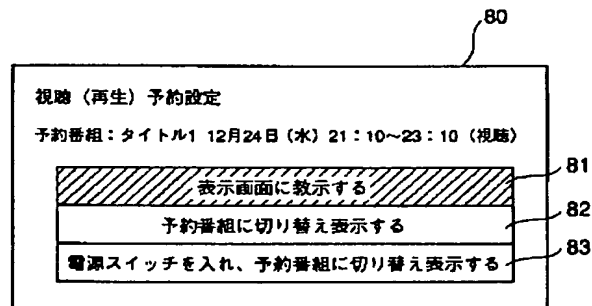 80
視聴（再生）予約設定
予約番組：タイトル1 12月24日（水）21：10〜23：10（視聴）
表示画面に教示する
81
予約番組に切り替え表示する
82
電源スイッチを入れ、予約番組に切り替え表示する
83